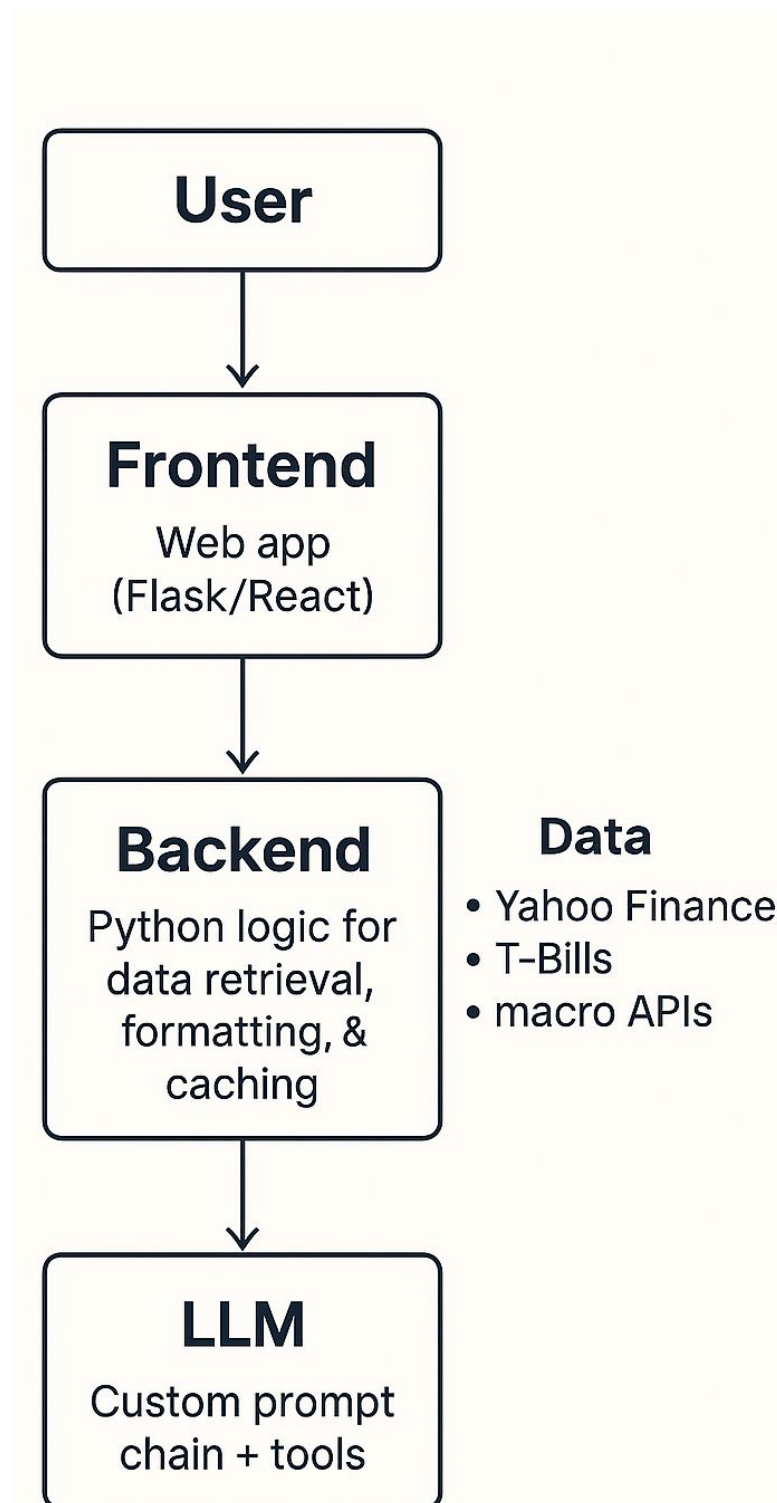 User
Frontend
Web app
(Flask/React)
Backend
Python logic for
data retrieval,
formatting, &
caching
Data
• Yahoo Finance
• T-Bills
• macro APIs
LLM
Custom prompt
chain + tools